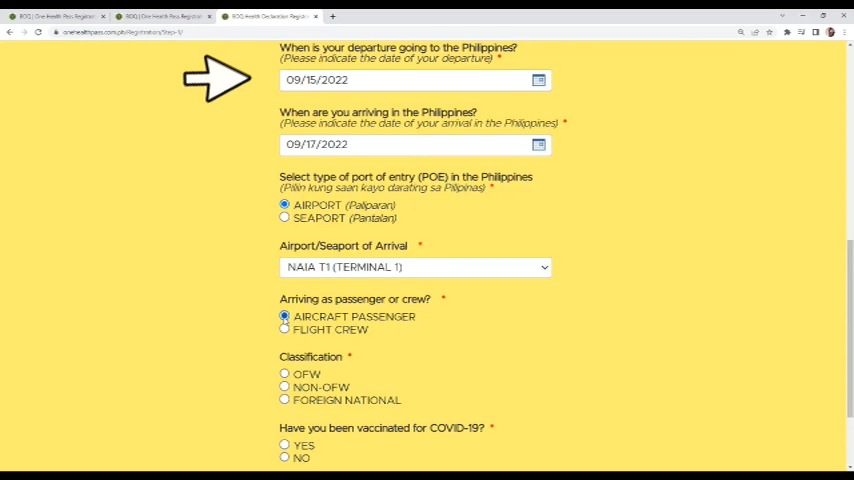 BOQ | One Health Pass Registrati
BOQ | One Health Pass Registrati
BOQ Health Declaration Registrat
onehealthpass.com.ph/Registration/Step-3/
When is your departure going to the Philippines?
(Please indicate the date of your departure) *
09/15/2022
When are you arriving in the Philippines?
(Please indicate the date of your arrival in the Philippines) *
09/17/2022
Select type of port of entry (POE) in the Philippines
(Piliin kung saan kayo darating sa Pilipinas) *
AIRPORT (Paliparan)
SEAPORT (Pantalan)
Airport/Seaport of Arrival *
NAIA T1 (TERMINAL 1)
Arriving as passenger or crew? *
AIRCRAFT PASSENGER
FLIGHT CREW
Classification *
OFW
NON-OFW
FOREIGN NATIONAL
Have you been vaccinated for COVID-19? *
YES
NO